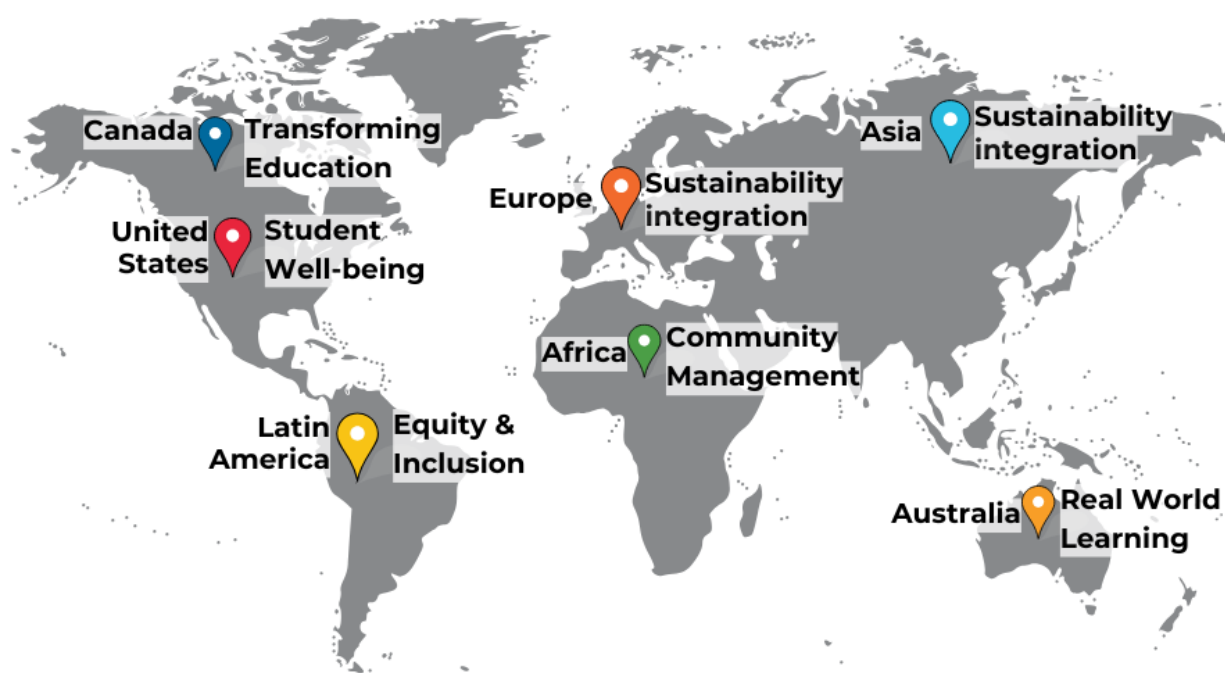 Canada
Transforming
Education
United
States
Student
Well-being
Latin
America
Equity &
Inclusion
Europe
Sustainability
integration
Africa
Community
Management
Asia
Sustainability
integration
Australia
Real World
Learning